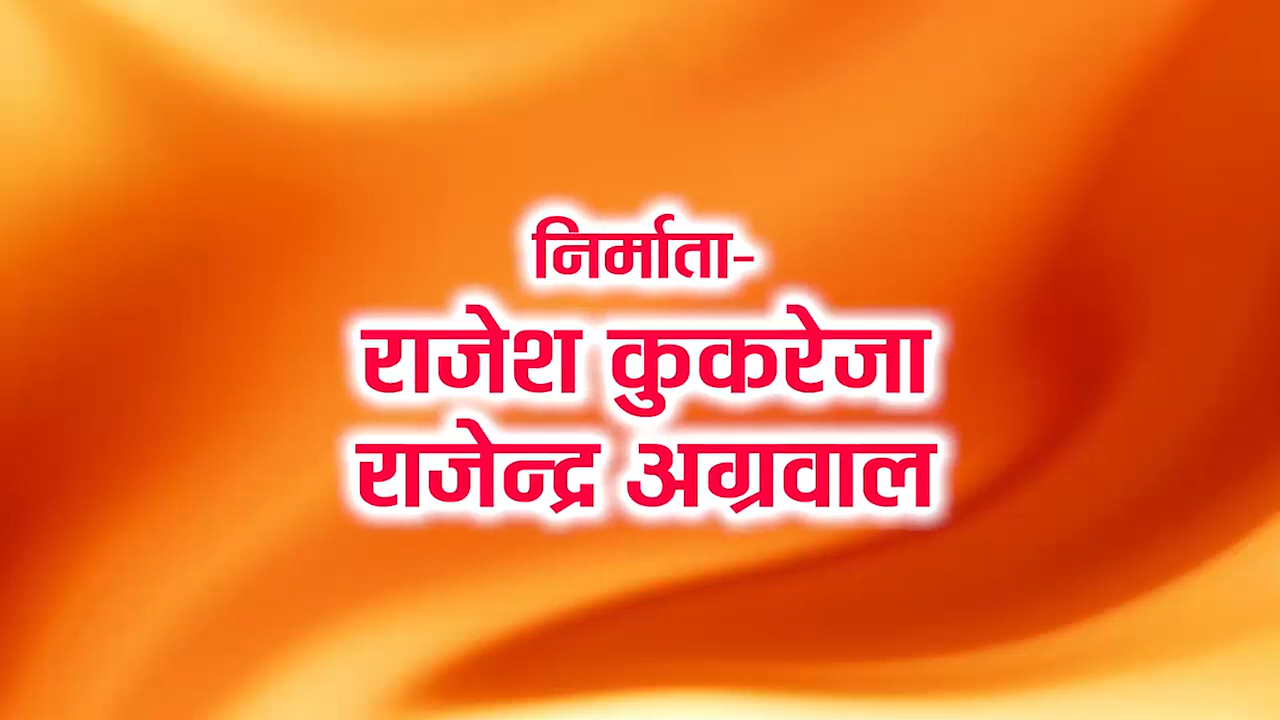 निर्माता-
राजेश कुकरेजा
राजेन्द्र अग्रवाल